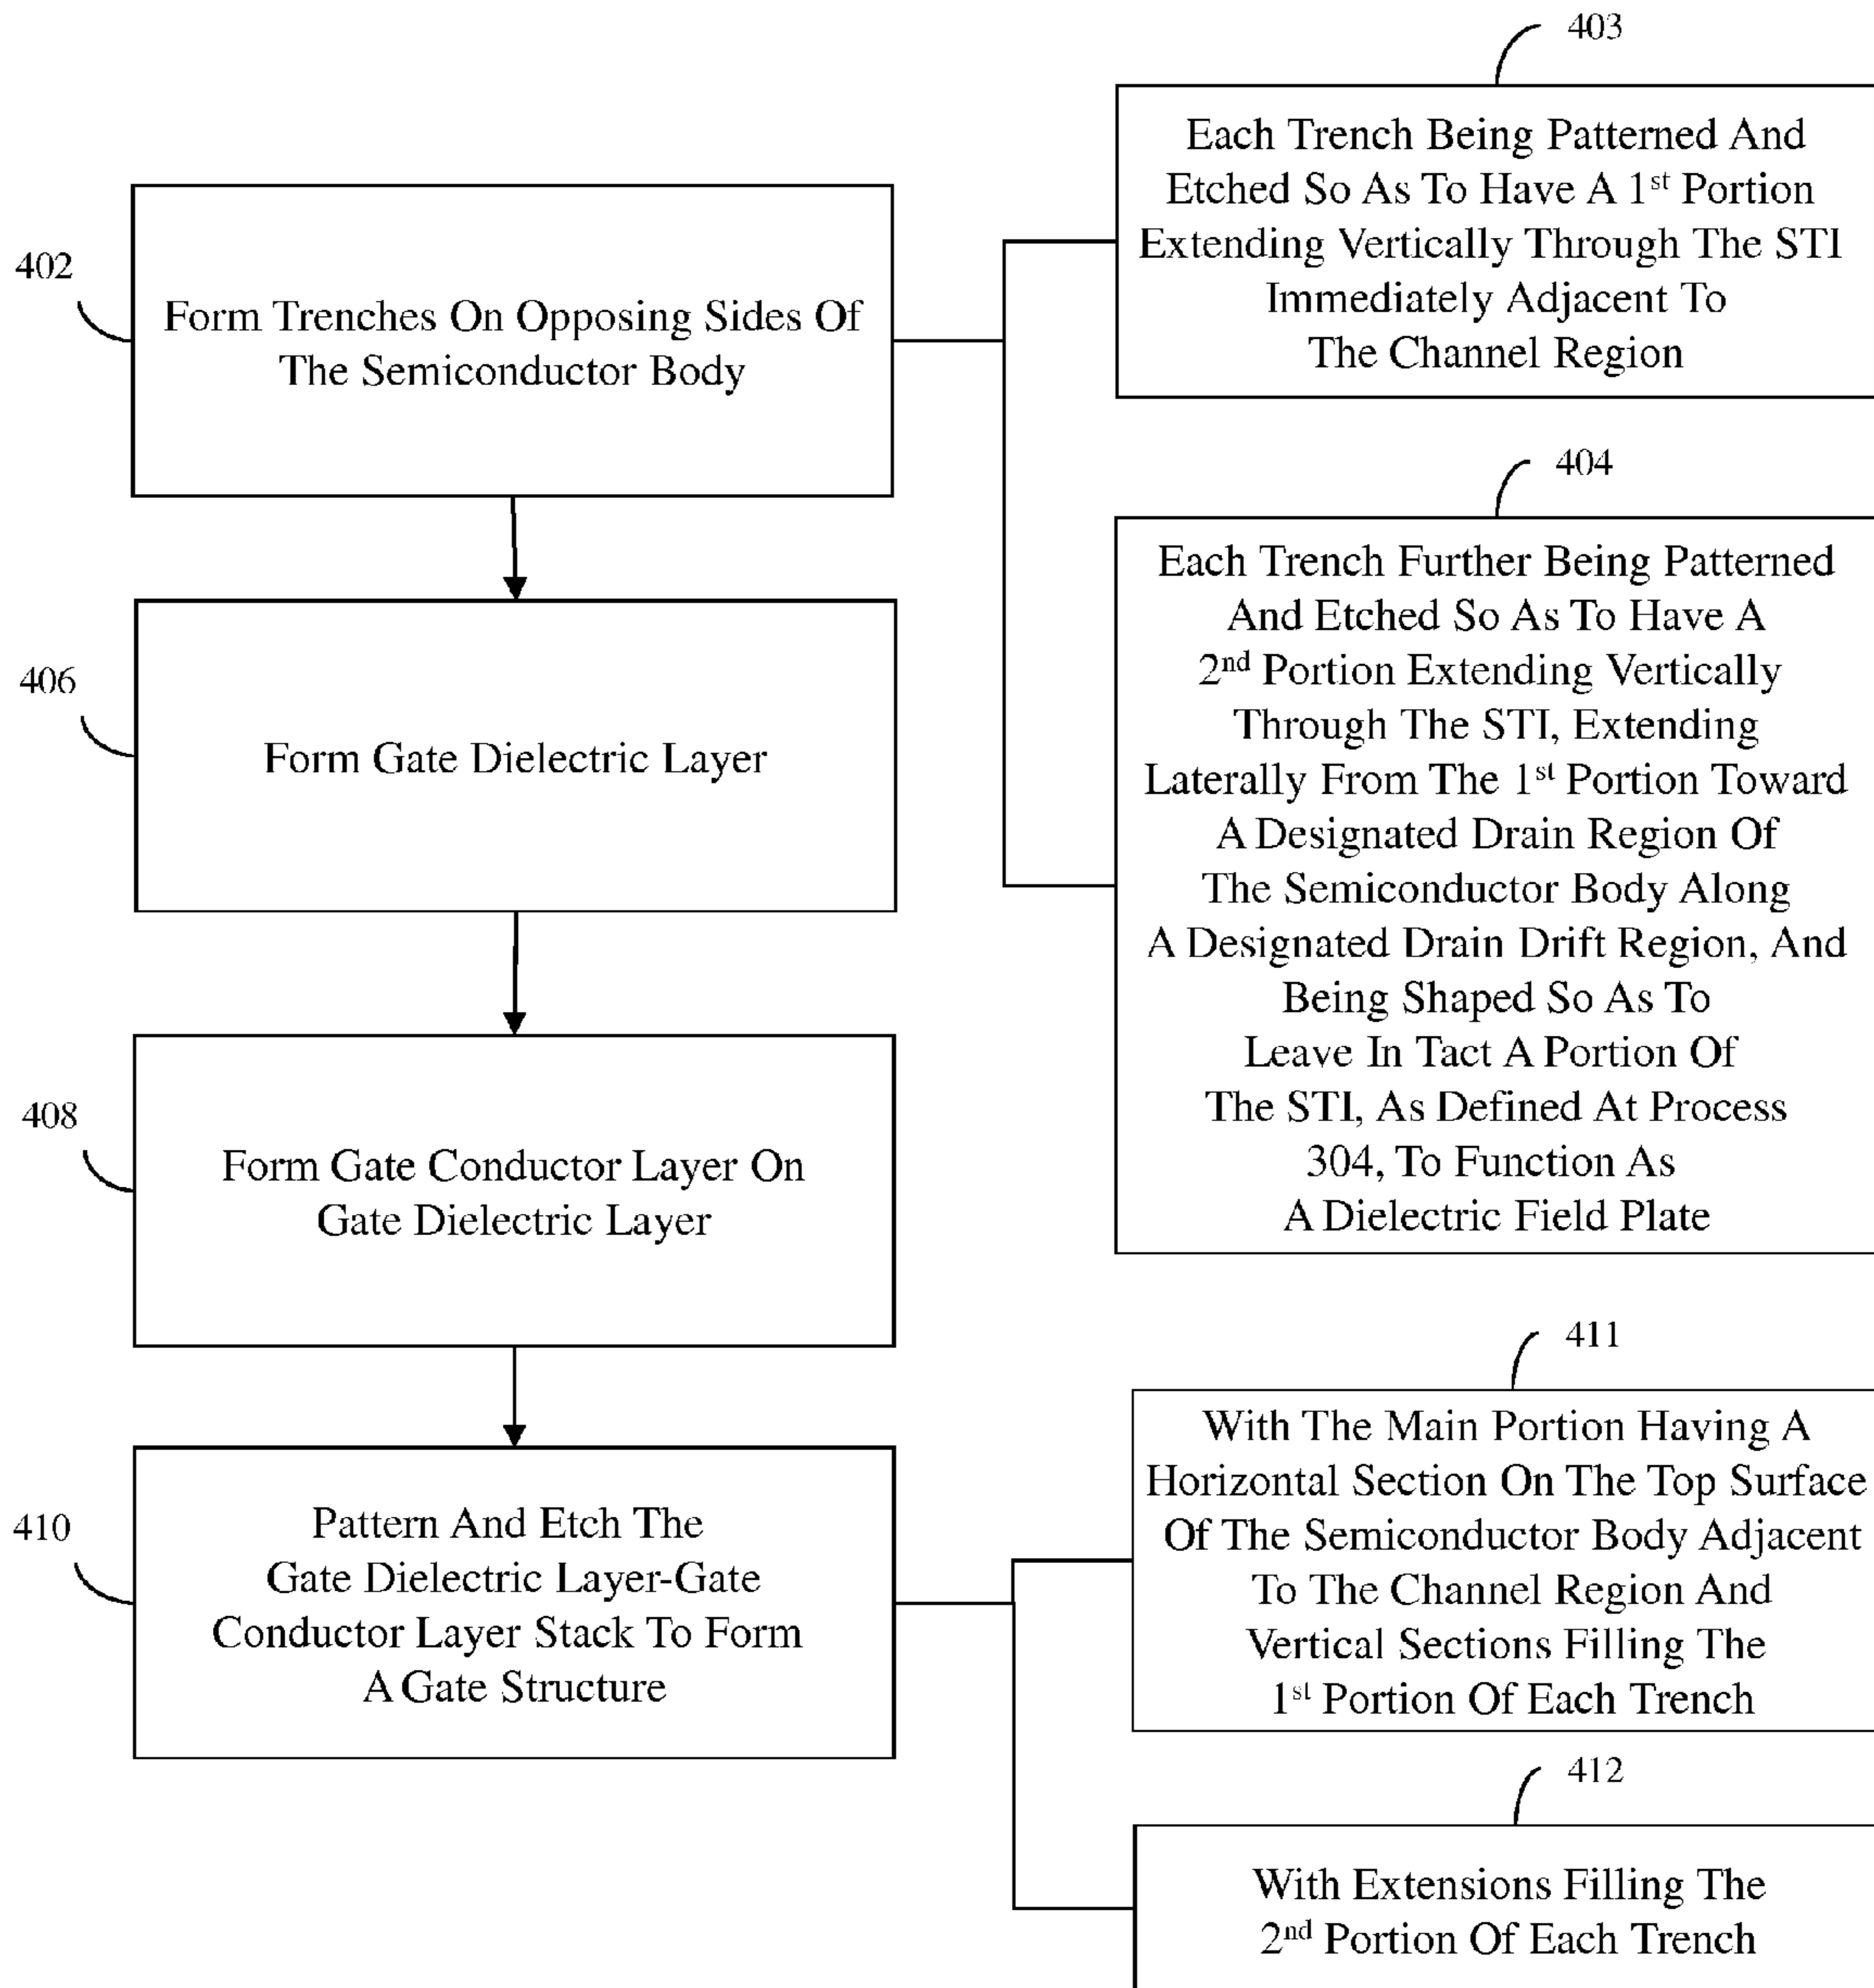 403
Each Trench Being Patterned And
Etched So As To Have A 1st Portion
Extending Vertically Through The STI
Immediately Adjacent To
The Channel Region
402
Form Trenches On Opposing Sides Of
The Semiconductor Body
404
Each Trench Further Being Patterned
And Etched So As To Have A
2nd Portion Extending Vertically
Through The STI, Extending
Laterally From The 1st Portion Toward
A Designated Drain Region Of
The Semiconductor Body Along
A Designated Drain Drift Region, And
Being Shaped So As To
Leave In Tact A Portion Of
The STI, As Defined At Process
304, To Function As
A Dielectric Field Plate
406
Form Gate Dielectric Layer
408
Form Gate Conductor Layer On
Gate Dielectric Layer
410
Pattern And Etch The
Gate Dielectric Layer-Gate
Conductor Layer Stack To Form
A Gate Structure
411
With The Main Portion Having A
Horizontal Section On The Top Surface
Of The Semiconductor Body Adjacent
To The Channel Region And
Vertical Sections Filling The
1st Portion Of Each Trench
412
With Extensions Filling The
2nd Portion Of Each Trench